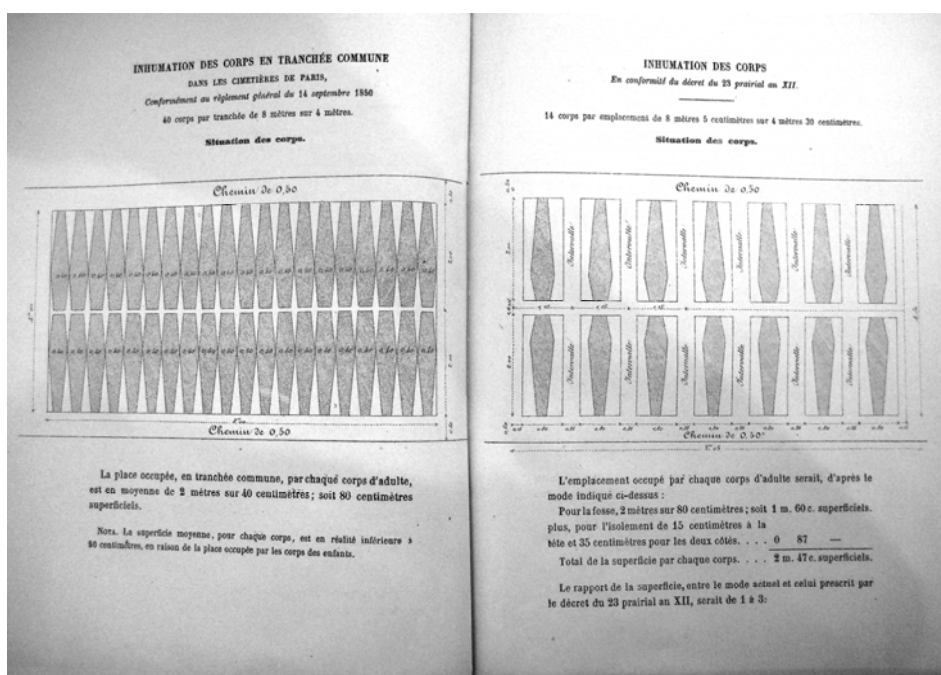 INHUMATION DES CORPS EN TRANCHÉE COMMUNE
DANS LES CIMETIÈRES DE PARIS,
Conformément au règlement général du 14 septembre 1850
40 corps par tranchée de 8 mètres sur 4 mètres.
Situation des corps.
Chemin de 0,50
Chemin de 0,50
La place occupée, en tranchée commune, par chaque corps d'adulte,
est en moyenne de 2 mètres sur 40 centimètres; soit 80 centimètres
superficiels.
NOTA. La superficie moyenne, pour chaque corps, est en réalité inférieure à
80 centimètres, en raison de la place occupée par les corps des enfants.
INHUMATION DES CORPS
En conformité du décret du 23 prairial an XII.
14 corps par emplacement de 8 mètres 5 centimètres sur 4 mètres 30 centimètres.
Situation des corps.
Chemin de 0,50
Intervalle Intervalle Intervalle Intervalle Intervalle Intervalle
Intervalle Intervalle Intervalle Intervalle Intervalle Intervalle
Chemin de 0,50
L'emplacement occupé par chaque corps d'adulte serait, d'après le
mode indiqué ci-dessus :
Pour la fosse, 2 mètres sur 80 centimètres; soit 1 m. 60 c. superficiels.
plus, pour l'isolement de 15 centimètres à la
tête et 35 centimètres pour les deux côtés. . . . 0 87 —
Total de la superficie par chaque corps. . . . 2 m. 47 c. superficiels.
Le rapport de la superficie, entre le mode actuel et celui prescrit par
le décret du 23 prairial an XII, serait de 1 à 3: